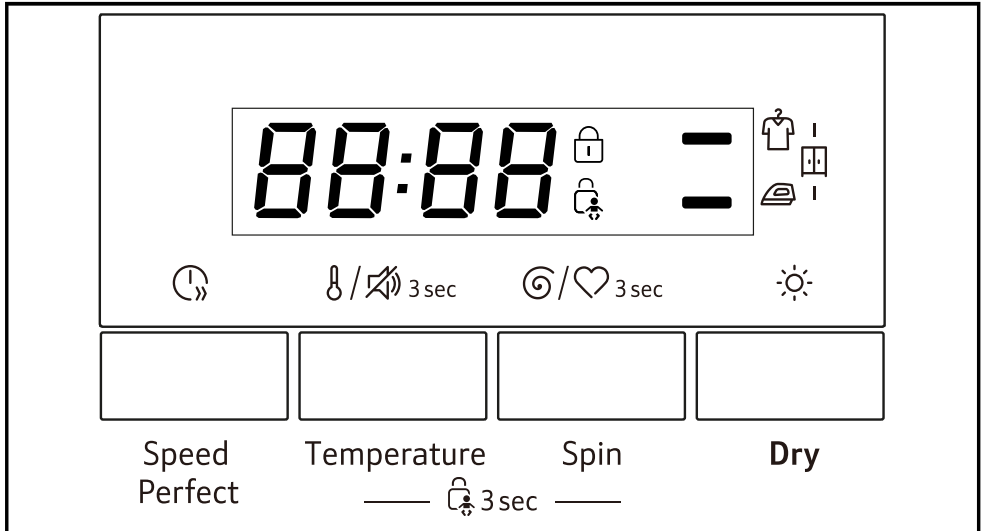 88:88
/ 3 sec
/ 3 sec
Speed Perfect
Temperature
Spin
Dry
3 sec